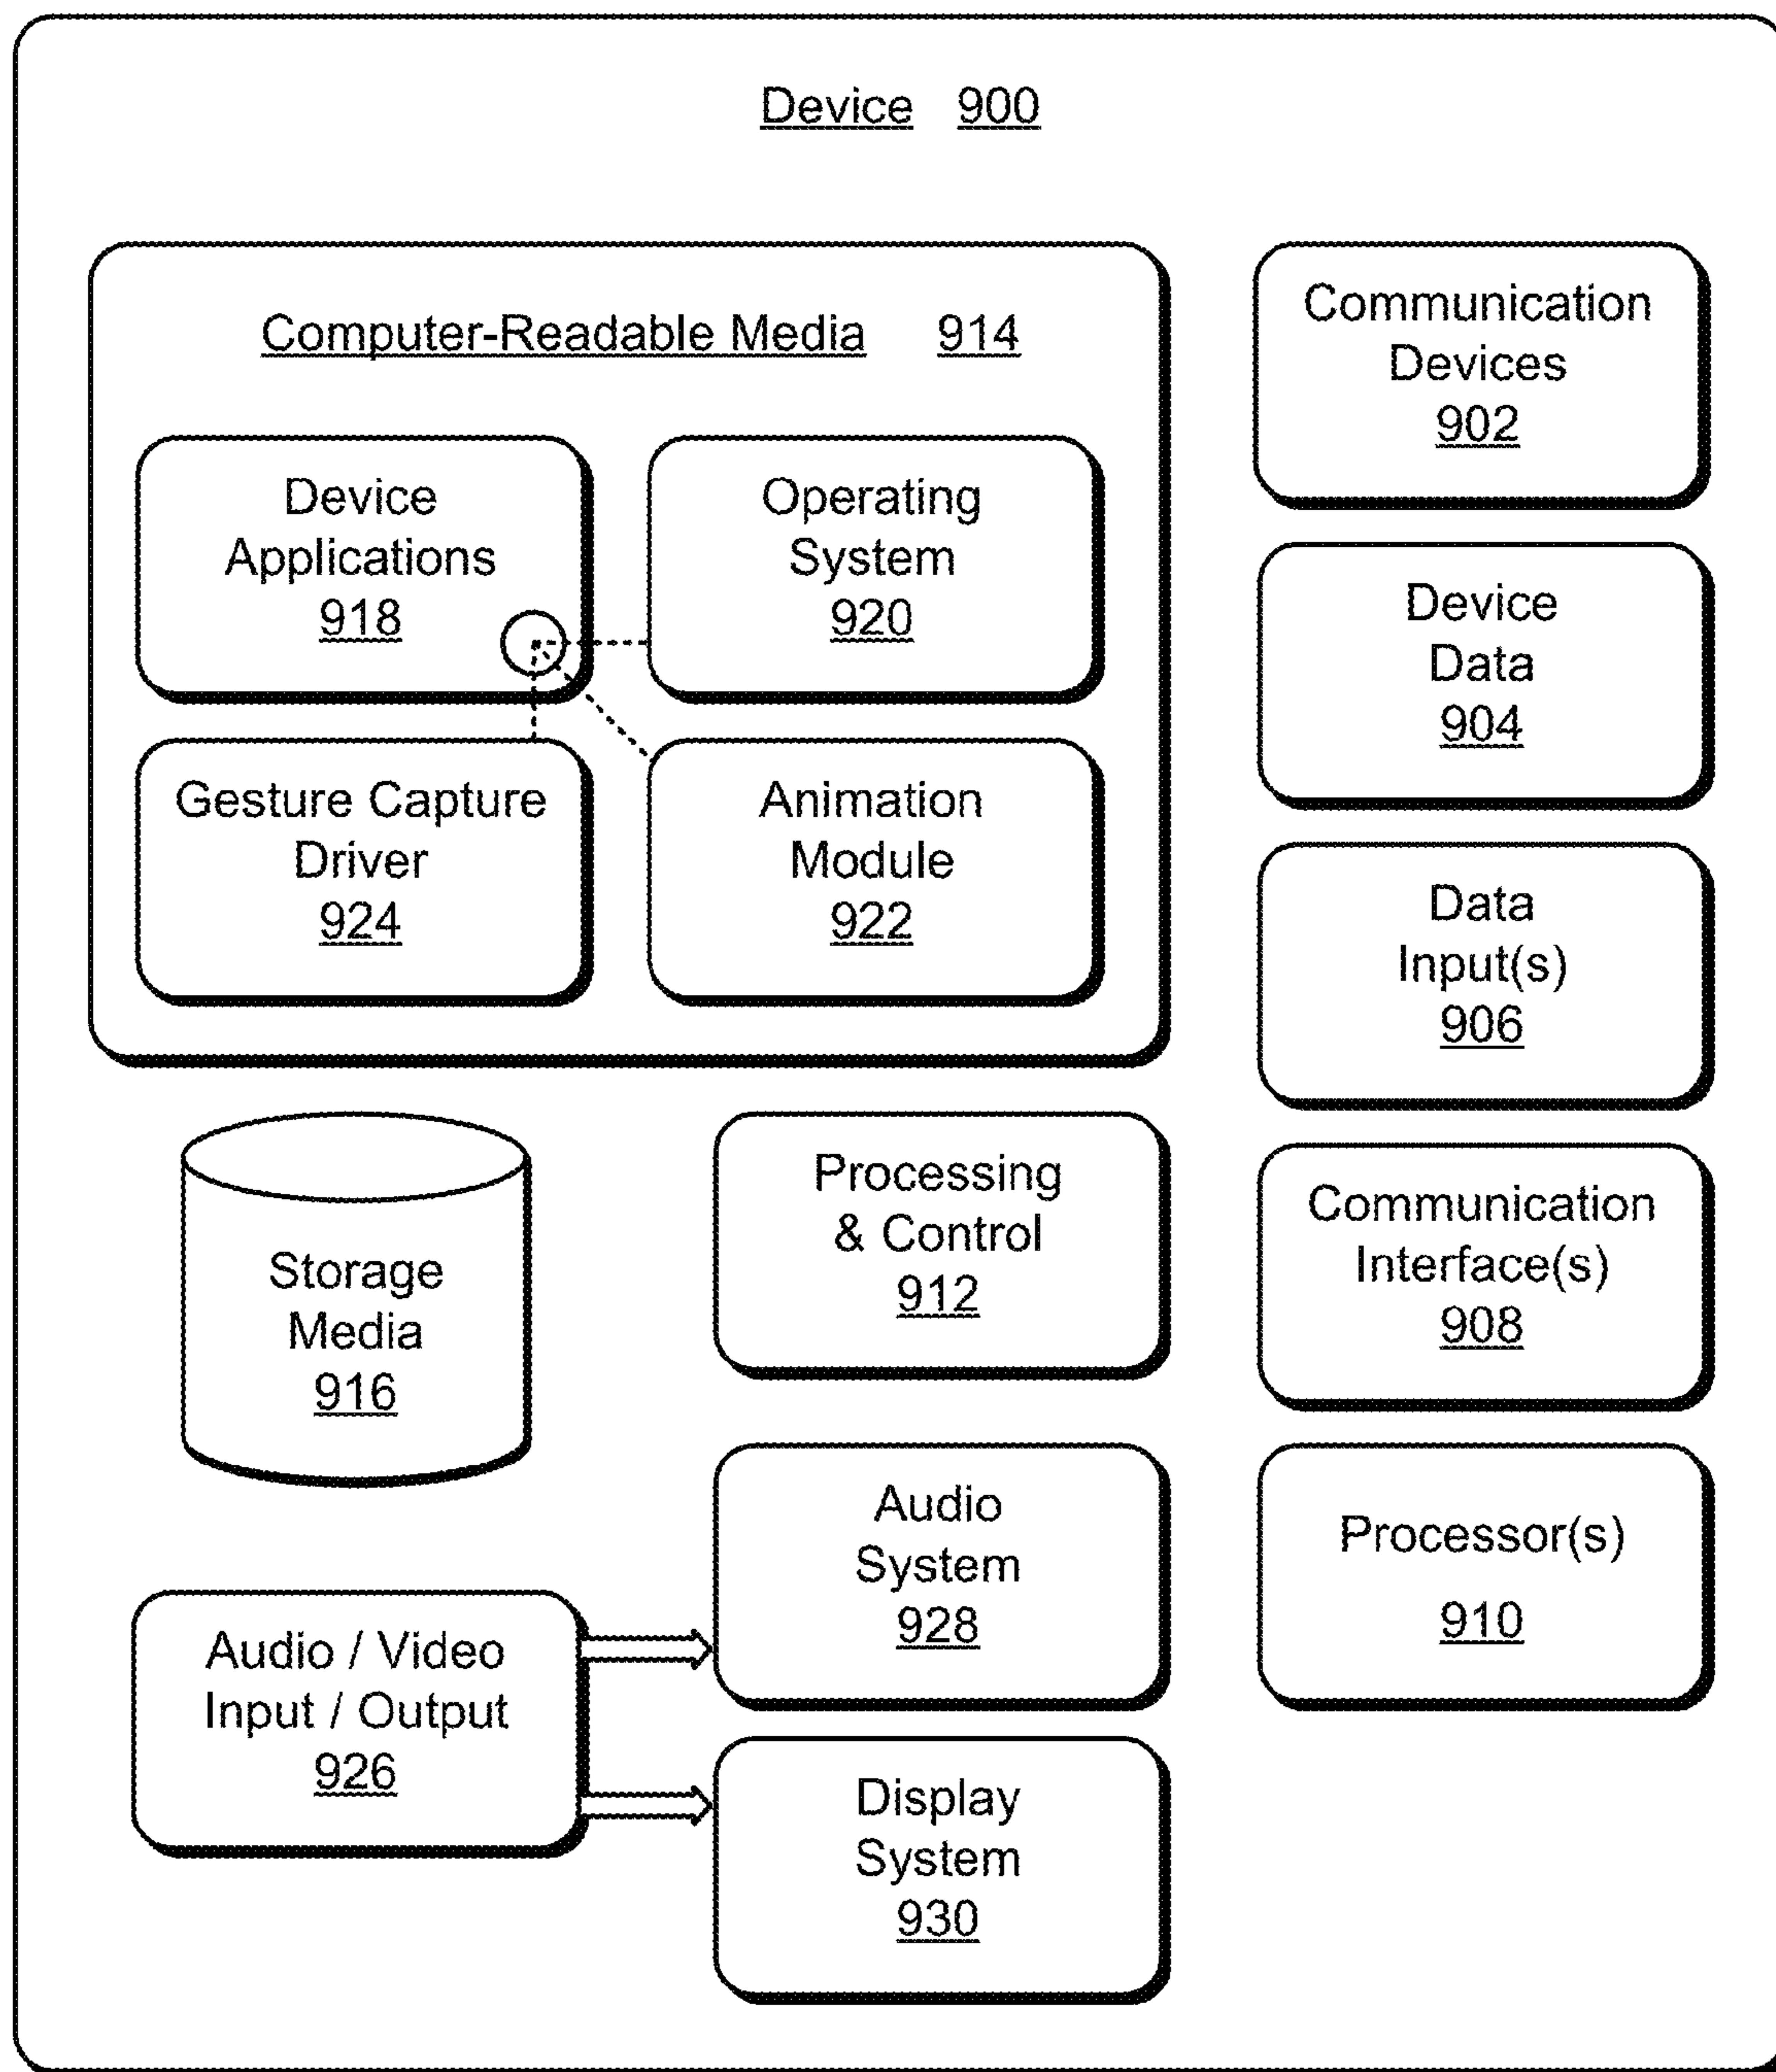 Device 900
Computer-Readable Media 914
Device
Applications
918
Operating
System
920
Gesture Capture
Driver
924
Animation
Module
922
Storage
Media
916
Processing
& Control
912
Audio / Video
Input / Output
926
Audio
System
928
Display
System
930
Communication
Devices
902
Device
Data
904
Data
Input(s)
906
Communication
Interface(s)
908
Processor(s)
910